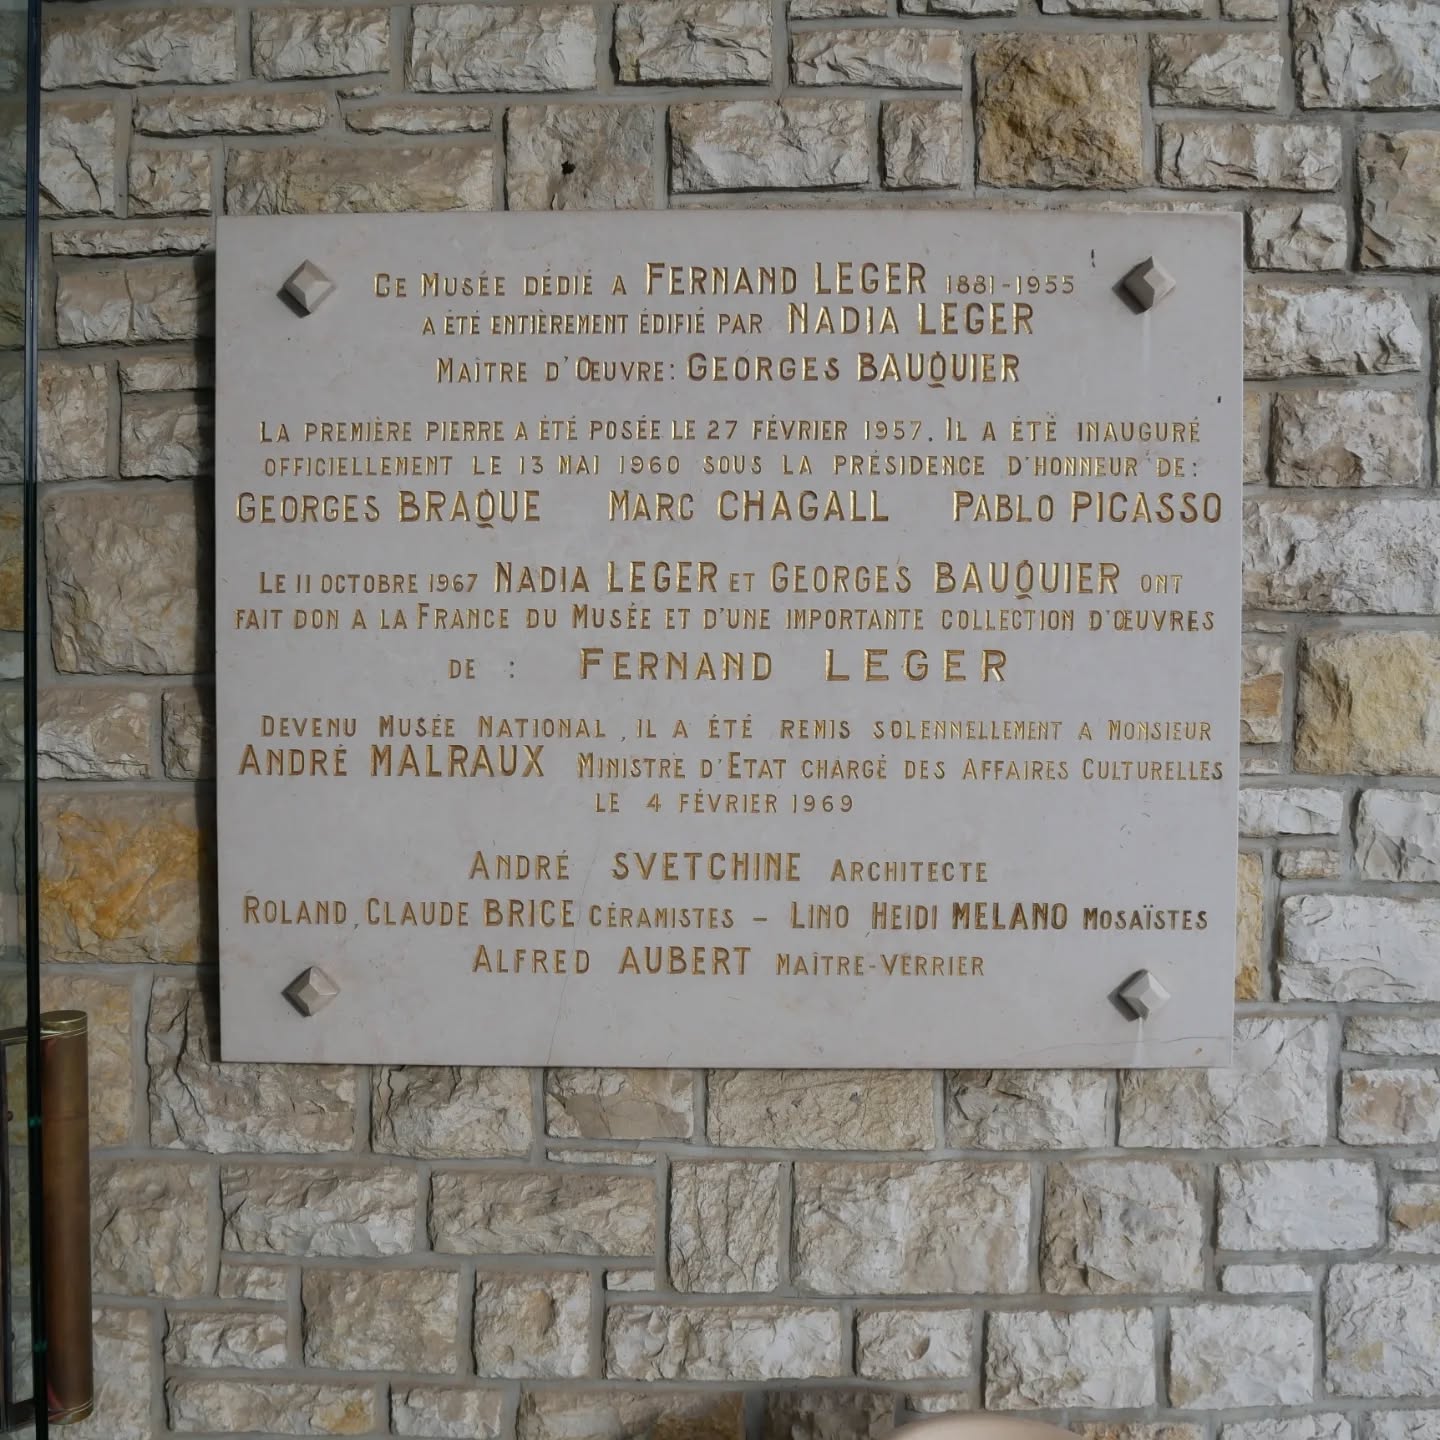 Ce Musée dédié a FERNAND LEGER 1881-1955
a été entièrement édifié par NADIA LEGER
Maître d'Œuvre: GEORGES BAUQUIER
La première pierre a été posée le 27 février 1957. Il a été inauguré
officiellement le 13 mai 1960 sous la présidence d'honneur de:
GEORGES BRAQUE MARC CHAGALL PABLO PICASSO
Le 11 octobre 1967 NADIA LEGER et GEORGES BAUQUIER ont
fait don a la France du Musée et d'une importante collection d'œuvres
de : FERNAND LEGER
Devenu Musée National, il a été remis solennellement a Monsieur
ANDRÉ MALRAUX Ministre d'Etat chargé des Affaires Culturelles
le 4 février 1969
ANDRÉ SVETCHINE architecte
ROLAND, CLAUDE BRICE céramistes – LINO HEIDI MELANO Mosaïstes
ALFRED AUBERT maître-verrier